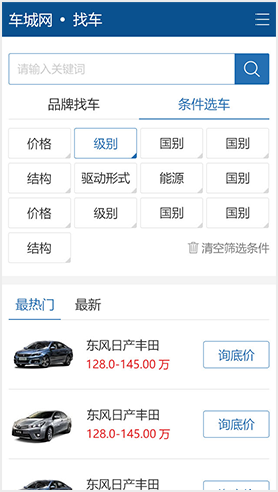 车城网 • 找车
请输入关键词
品牌找车 条件选车
价格 级别 国别 国别
结构 驱动形式 能源 国别
价格 级别 国别 国别
结构 清空筛选条件
最热门 最新
东风日产丰田
128.0-145.00 万
询底价
东风日产丰田
128.0-145.00 万
询底价
东风日产丰田